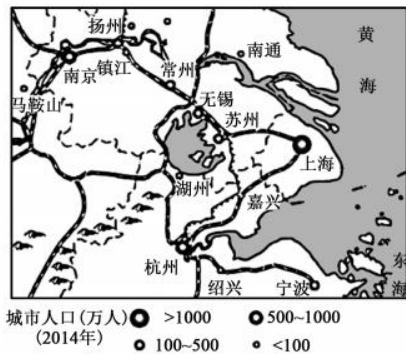 扬州
黄
海
南通
南京
镇江
常州
马鞍山
无锡
苏州
上海
湖州
嘉兴
杭州
绍兴
宁波
东
海
城市人口(万人)
(2014年)
>1000
500~1000
100~500
<100